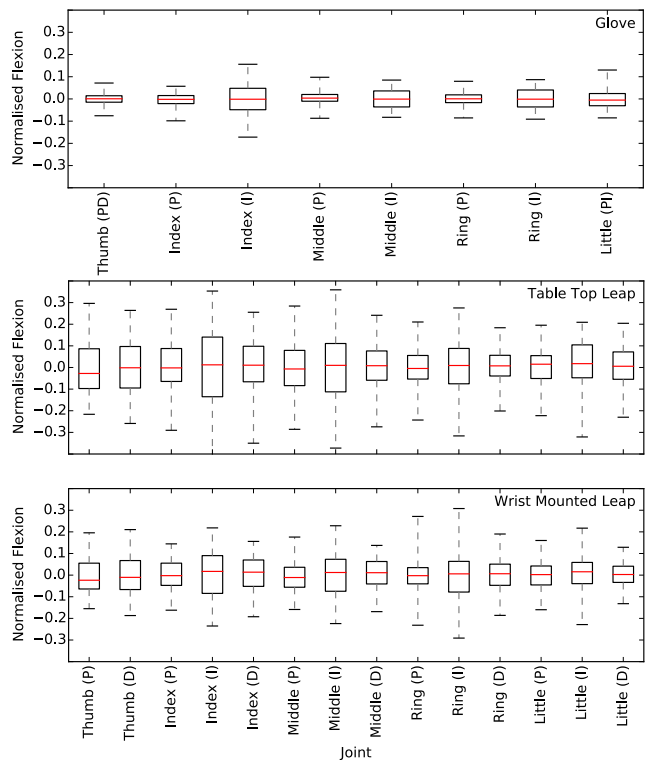 Glove
Normalised Flexion
0.3
0.2
0.1
0.0
−0.1
−0.2
−0.3
Thumb (PD)
Index (P)
Index (I)
Middle (P)
Middle (I)
Ring (P)
Ring (I)
Little (PI)
Table Top Leap
Normalised Flexion
0.3
0.2
0.1
0.0
−0.1
−0.2
−0.3
Wrist Mounted Leap
Normalised Flexion
0.3
0.2
0.1
0.0
−0.1
−0.2
−0.3
Thumb (P)
Thumb (D)
Index (P)
Index (I)
Index (D)
Middle (P)
Middle (I)
Middle (D)
Ring (P)
Ring (I)
Ring (D)
Little (P)
Little (I)
Little (D)
Joint